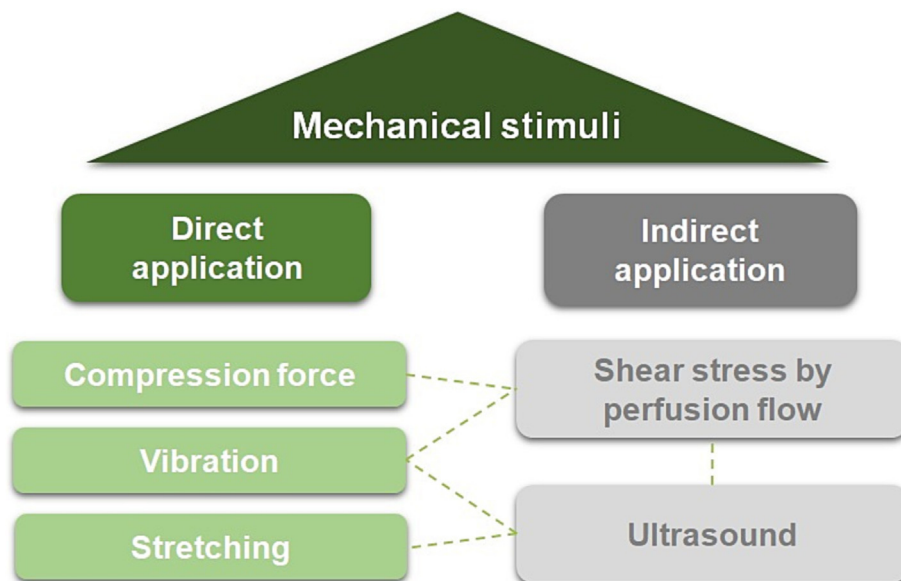 Mechanical stimuli
Direct
application
Indirect
application
Compression force
Shear stress by
perfusion flow
Vibration
Stretching
Ultrasound